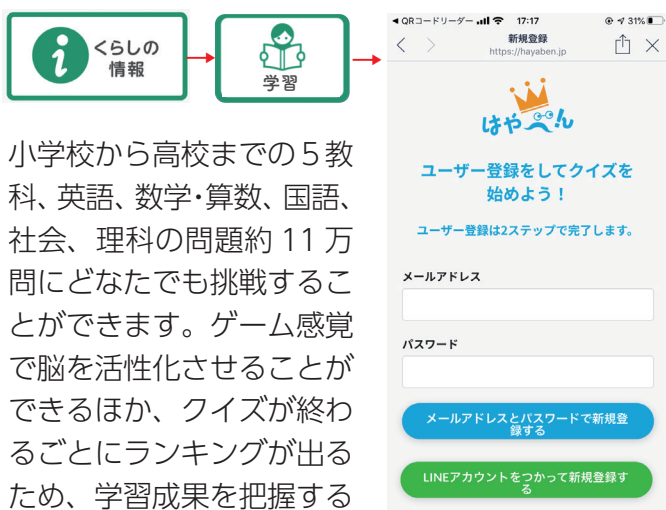 くらしの
情報
学習
小学校から高校までの５教
科、英語、数学・算数、国語、
社会、理科の問題約 11 万
問にどなたでも挑戦するこ
とができます。ゲーム感覚
で脳を活性化させることが
できるほか、クイズが終わ
るごとにランキングが出る
ため、学習成果を把握する
◀QRコードリーダー 17:17 31%
新規登録
https://hayaben.jp
はやべん
ユーザー登録をしてクイズを
始めよう！
ユーザー登録は2ステップで完了します。
メールアドレス
パスワード
メールアドレスとパスワードで新規登
録する
LINEアカウントをつかって新規登録す
る